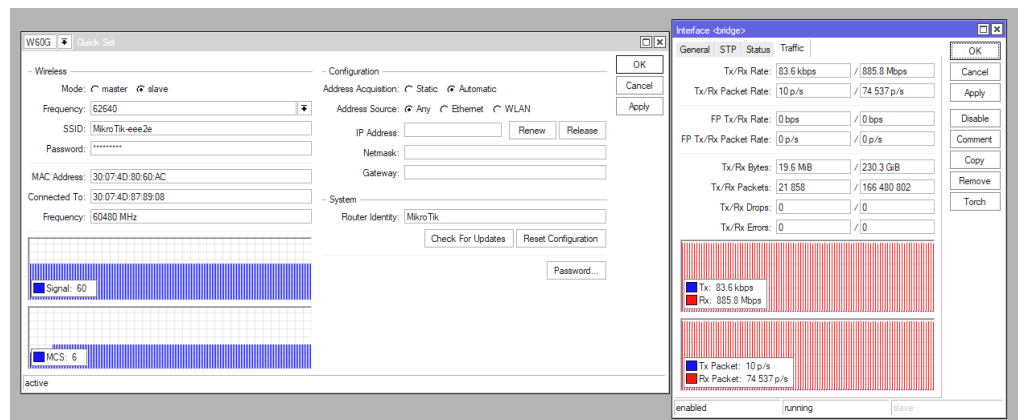 W60G Quick Set
Wireless
Mode: master slave
Frequency: 62640
SSID: MikroTik-eee2e
Password: *********
MAC Address: 30:07:4D:80:60:AC
Connected To: 30:07:4D:87:89:08
Frequency: 60480 MHz
Signal: 60
MCS: 6
active
Configuration
Address Acquisition: Static Automatic
Address Source: Any Ethernet WLAN
IP Address: Renew Release
Netmask:
Gateway:
System
Router Identity: MikroTik
Check For Updates Reset Configuration
Password...
OK
Cancel
Apply
Interface <bridge>
General STP Status Traffic
Tx/Rx Rate: 83.6 kbps / 885.8 Mbps
Tx/Rx Packet Rate: 10 p/s / 74 537 p/s
FP Tx/Rx Rate: 0 bps / 0 bps
FP Tx/Rx Packet Rate: 0 p/s / 0 p/s
Tx/Rx Bytes: 19.6 MiB / 230.3 GiB
Tx/Rx Packets: 21 858 / 166 480 802
Tx/Rx Drops: 0 / 0
Tx/Rx Errors: 0 / 0
Tx: 83.6 kbps
Rx: 885.8 Mbps
Tx Packet: 10 p/s
Rx Packet: 74 537 p/s
OK
Cancel
Apply
Disable
Comment
Copy
Remove
Torch
enabled running slave